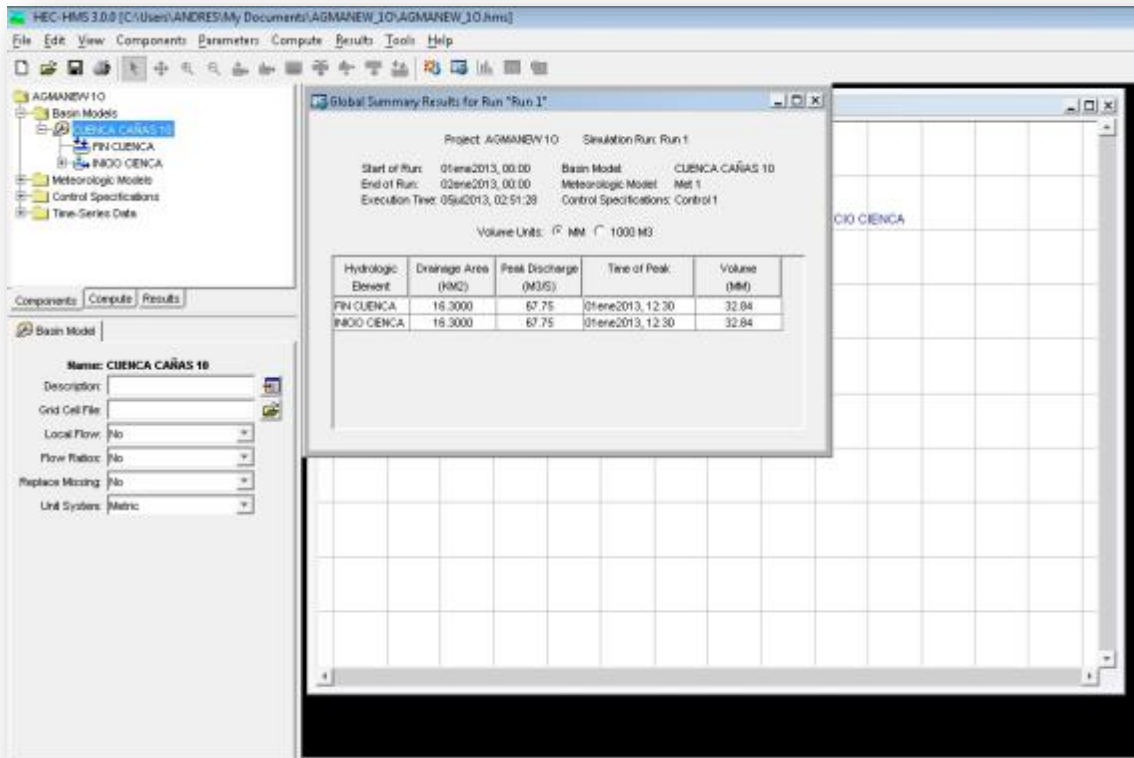 HEC-HMS 3.0.0 [C:\Users\ANDRES\My Documents\AGMANEW_10\AGMANEW_10.hms]
File Edit View Components Parameters Compute Results Tools Help
AGMANEW10
Basin Models
CUENCA CAÑAS 10
FIN CUENCA
INICIO CIENCA
Meteorologic Models
Control Specifications
Time-Series Data
Components Compute Results
Basin Model
Name: CUENCA CAÑAS 10
Description:
Grid Cell File:
Local Flow: No
Flow Ratios: No
Replace Missing: No
Unit System: Metric
Global Summary Results for Run "Run 1"
Project: AGMANEW10 Simulation Run: Run 1
Start of Run: 01ene2013, 00:00 Basin Model: CUENCA CAÑAS 10
End of Run: 02ene2013, 00:00 Meteorologic Model: Met 1
Execution Time: 05jul2013, 02:51:28 Control Specifications: Control 1
Volume Units: MM 1000 M3
Hydrologic Element Drainage Area (KM2) Peak Discharge (M3/S) Time of Peak Volume (MM)
FIN CUENCA 16.3000 67.75 01ene2013, 12:30 32.84
INICIO CIENCA 16.3000 67.75 01ene2013, 12:30 32.84
CIO CIENCA